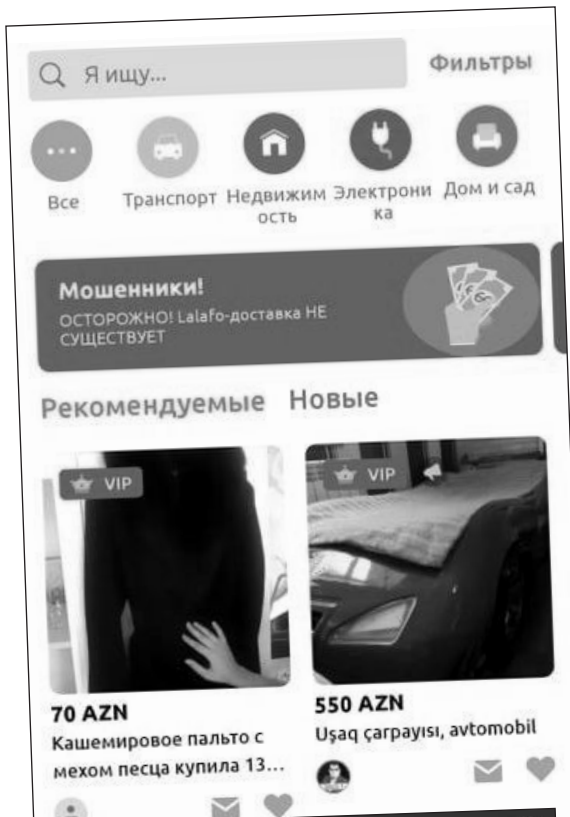 Я ищу...
Фильтры
Все
Транспорт
Недвижим
ость
Электрони
ка
Дом и сад
Мошенники!
ОСТОРОЖНО! Lalafo-доставка НЕ
СУЩЕСТВУЕТ
Рекомендуемые Новые
VIP
VIP
70 AZN
Кашемировое пальто с
мехом песца купила 13...
550 AZN
Uşaq çarpayısı, avtomobil